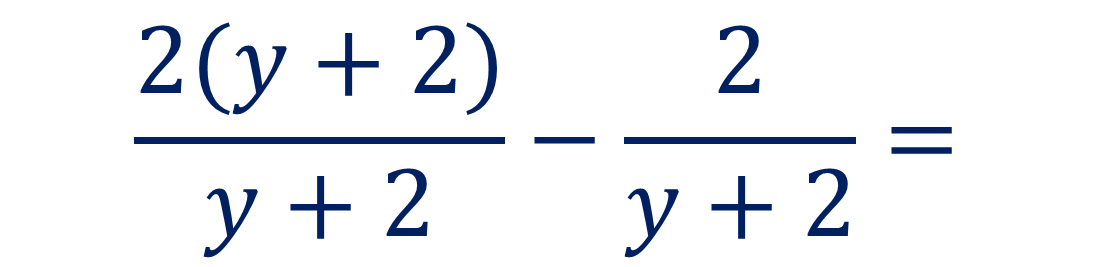 2(y + 2)/y + 2 − 2/y + 2 =